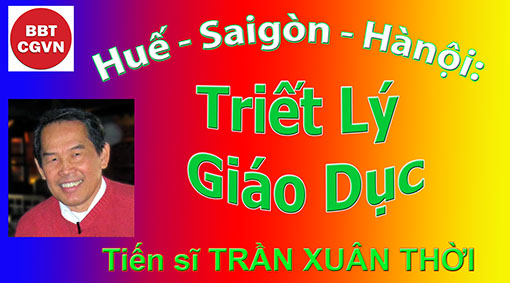 BBT
CGVN
Huế - Saigòn - Hànội:
Triết Lý
Giáo Dục
Tiến sĩ TRẦN XUÂN THỜI